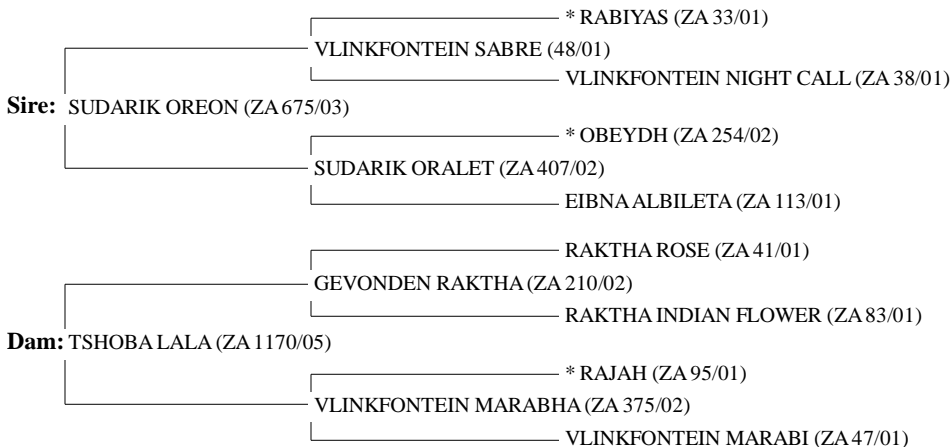 * RABIYAS (ZA 33/01)
VLINKFONTEIN SABRE (48/01)
VLINKFONTEIN NIGHT CALL (ZA 38/01)
Sire: SUDARIK OREON (ZA 675/03)
* OBEYDH (ZA 254/02)
SUDARIK ORALET (ZA 407/02)
EIBNA ALBILETA (ZA 113/01)
RAKTHA ROSE (ZA 41/01)
GEVONDEN RAKTHA (ZA 210/02)
RAKTHA INDIAN FLOWER (ZA 83/01)
Dam: TSHOBA LALA (ZA 1170/05)
* RAJAH (ZA 95/01)
VLINKFONTEIN MARABHA (ZA 375/02)
VLINKFONTEIN MARABI (ZA 47/01)